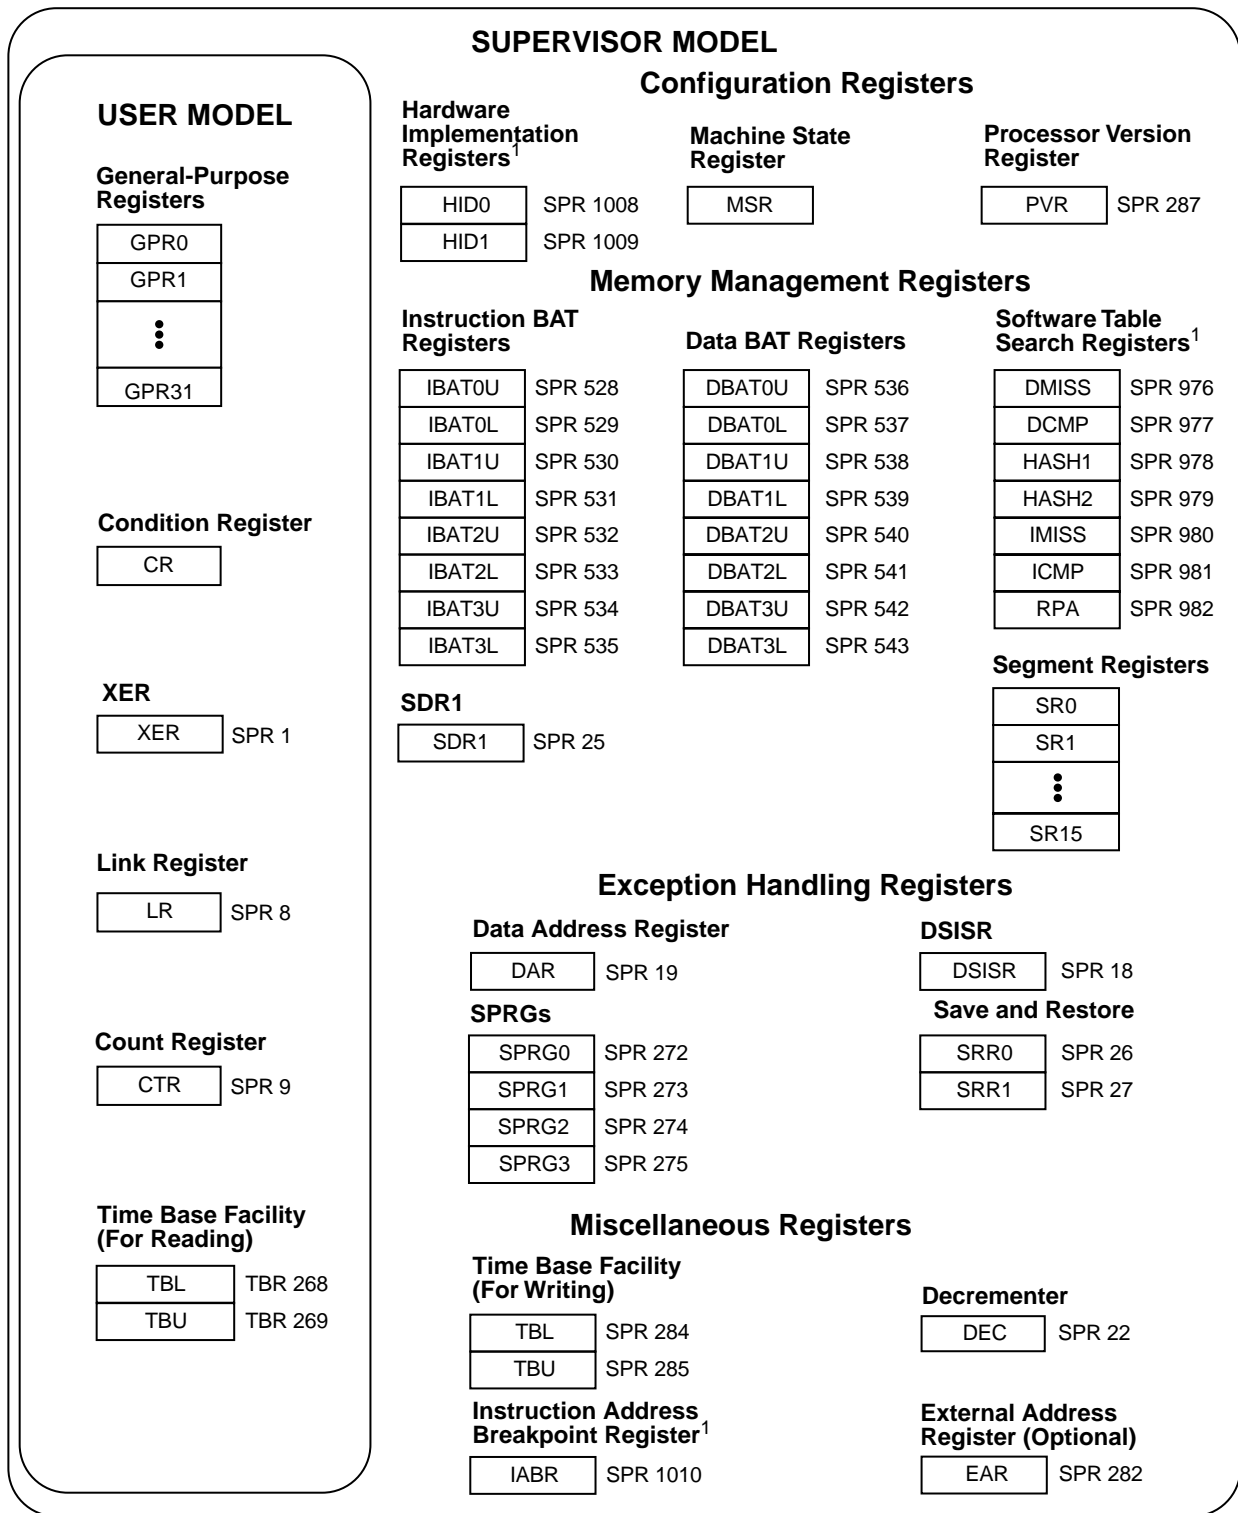 SUPERVISOR MODEL
USER MODEL
General-Purpose
Registers
GPR0
GPR1
GPR31
Condition Register
CR
XER
XER SPR 1
Link Register
LR SPR 8
Count Register
CTR SPR 9
Time Base Facility
(For Reading)
TBL TBR 268
TBU TBR 269
Configuration Registers
Hardware
Implementation
Registers1
HID0 SPR 1008
HID1 SPR 1009
Machine State
Register
MSR
Processor Version
Register
PVR SPR 287
Memory Management Registers
Instruction BAT
Registers
IBAT0U SPR 528
IBAT0L SPR 529
IBAT1U SPR 530
IBAT1L SPR 531
IBAT2U SPR 532
IBAT2L SPR 533
IBAT3U SPR 534
IBAT3L SPR 535
Data BAT Registers
DBAT0U SPR 536
DBAT0L SPR 537
DBAT1U SPR 538
DBAT1L SPR 539
DBAT2U SPR 540
DBAT2L SPR 541
DBAT3U SPR 542
DBAT3L SPR 543
Software Table
Search Registers1
DMISS SPR 976
DCMP SPR 977
HASH1 SPR 978
HASH2 SPR 979
IMISS SPR 980
ICMP SPR 981
RPA SPR 982
SDR1
SDR1 SPR 25
Segment Registers
SR0
SR1
SR15
Exception Handling Registers
Data Address Register
DAR SPR 19
DSISR
DSISR SPR 18
SPRGs
SPRG0 SPR 272
SPRG1 SPR 273
SPRG2 SPR 274
SPRG3 SPR 275
Save and Restore
SRR0 SPR 26
SRR1 SPR 27
Miscellaneous Registers
Time Base Facility
(For Writing)
TBL SPR 284
TBU SPR 285
Decrementer
DEC SPR 22
Instruction Address
Breakpoint Register1
IABR SPR 1010
External Address
Register (Optional)
EAR SPR 282